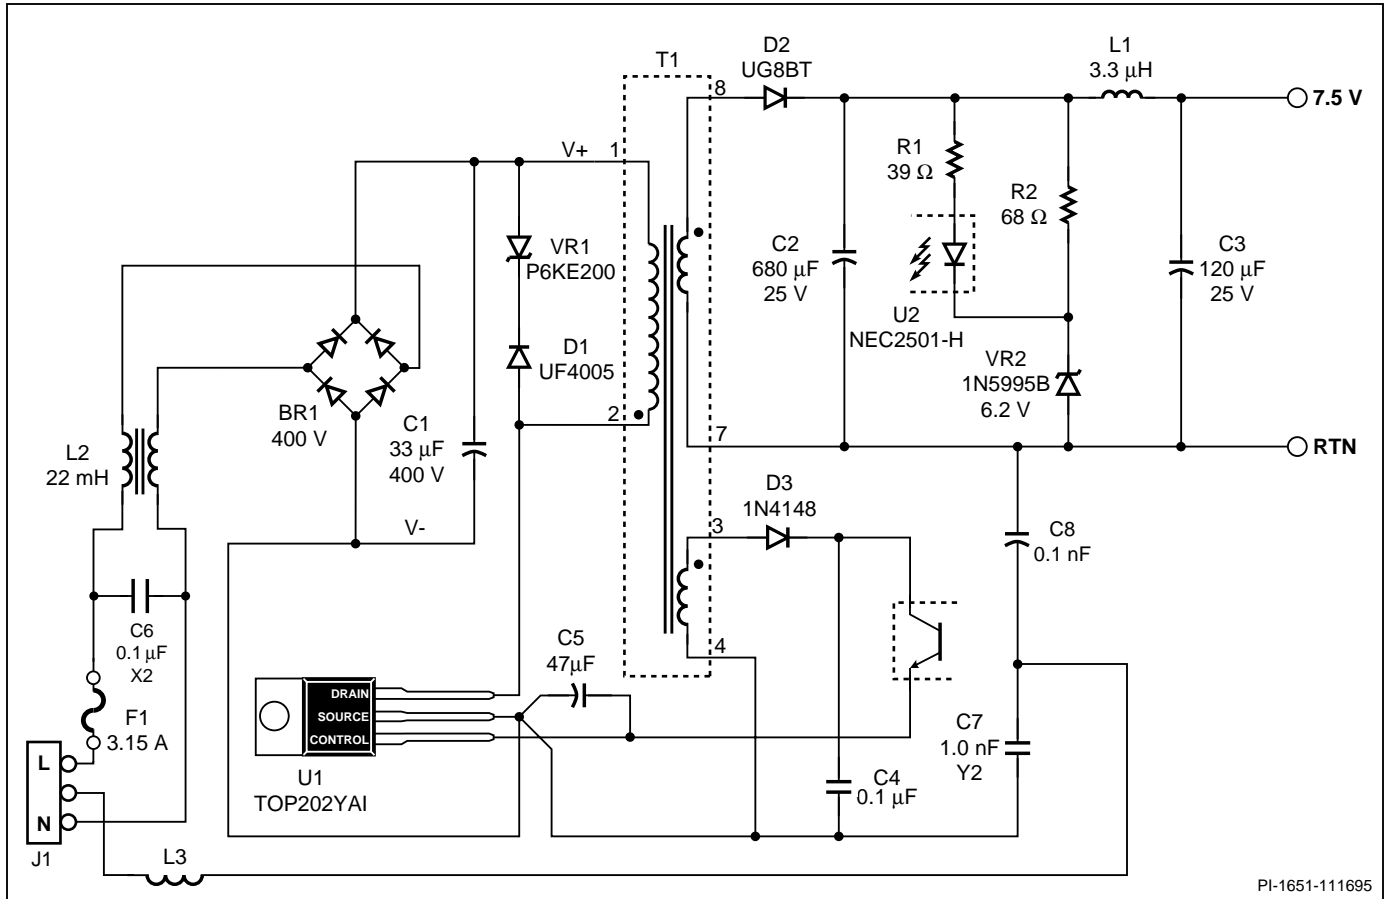 T1
D2
UG8BT
L1
3.3 µH
8
7.5 V
V+
1
R1
39 Ω
R2
68 Ω
VR1
P6KE200
C2
680 µF
25 V
C3
120 µF
25 V
U2
NEC2501-H
D1
UF4005
VR2
1N5995B
6.2 V
BR1
400 V
C1
33 µF
400 V
2
7
RTN
L2
22 mH
V-
D3
1N4148
3
C8
0.1 nF
C6
0.1 µF
X2
C5
47µF
4
DRAIN
SOURCE
CONTROL
F1
3.15 A
C7
1.0 nF
Y2
L
N
J1
U1
TOP202YAI
C4
0.1 µF
L3
PI-1651-111695